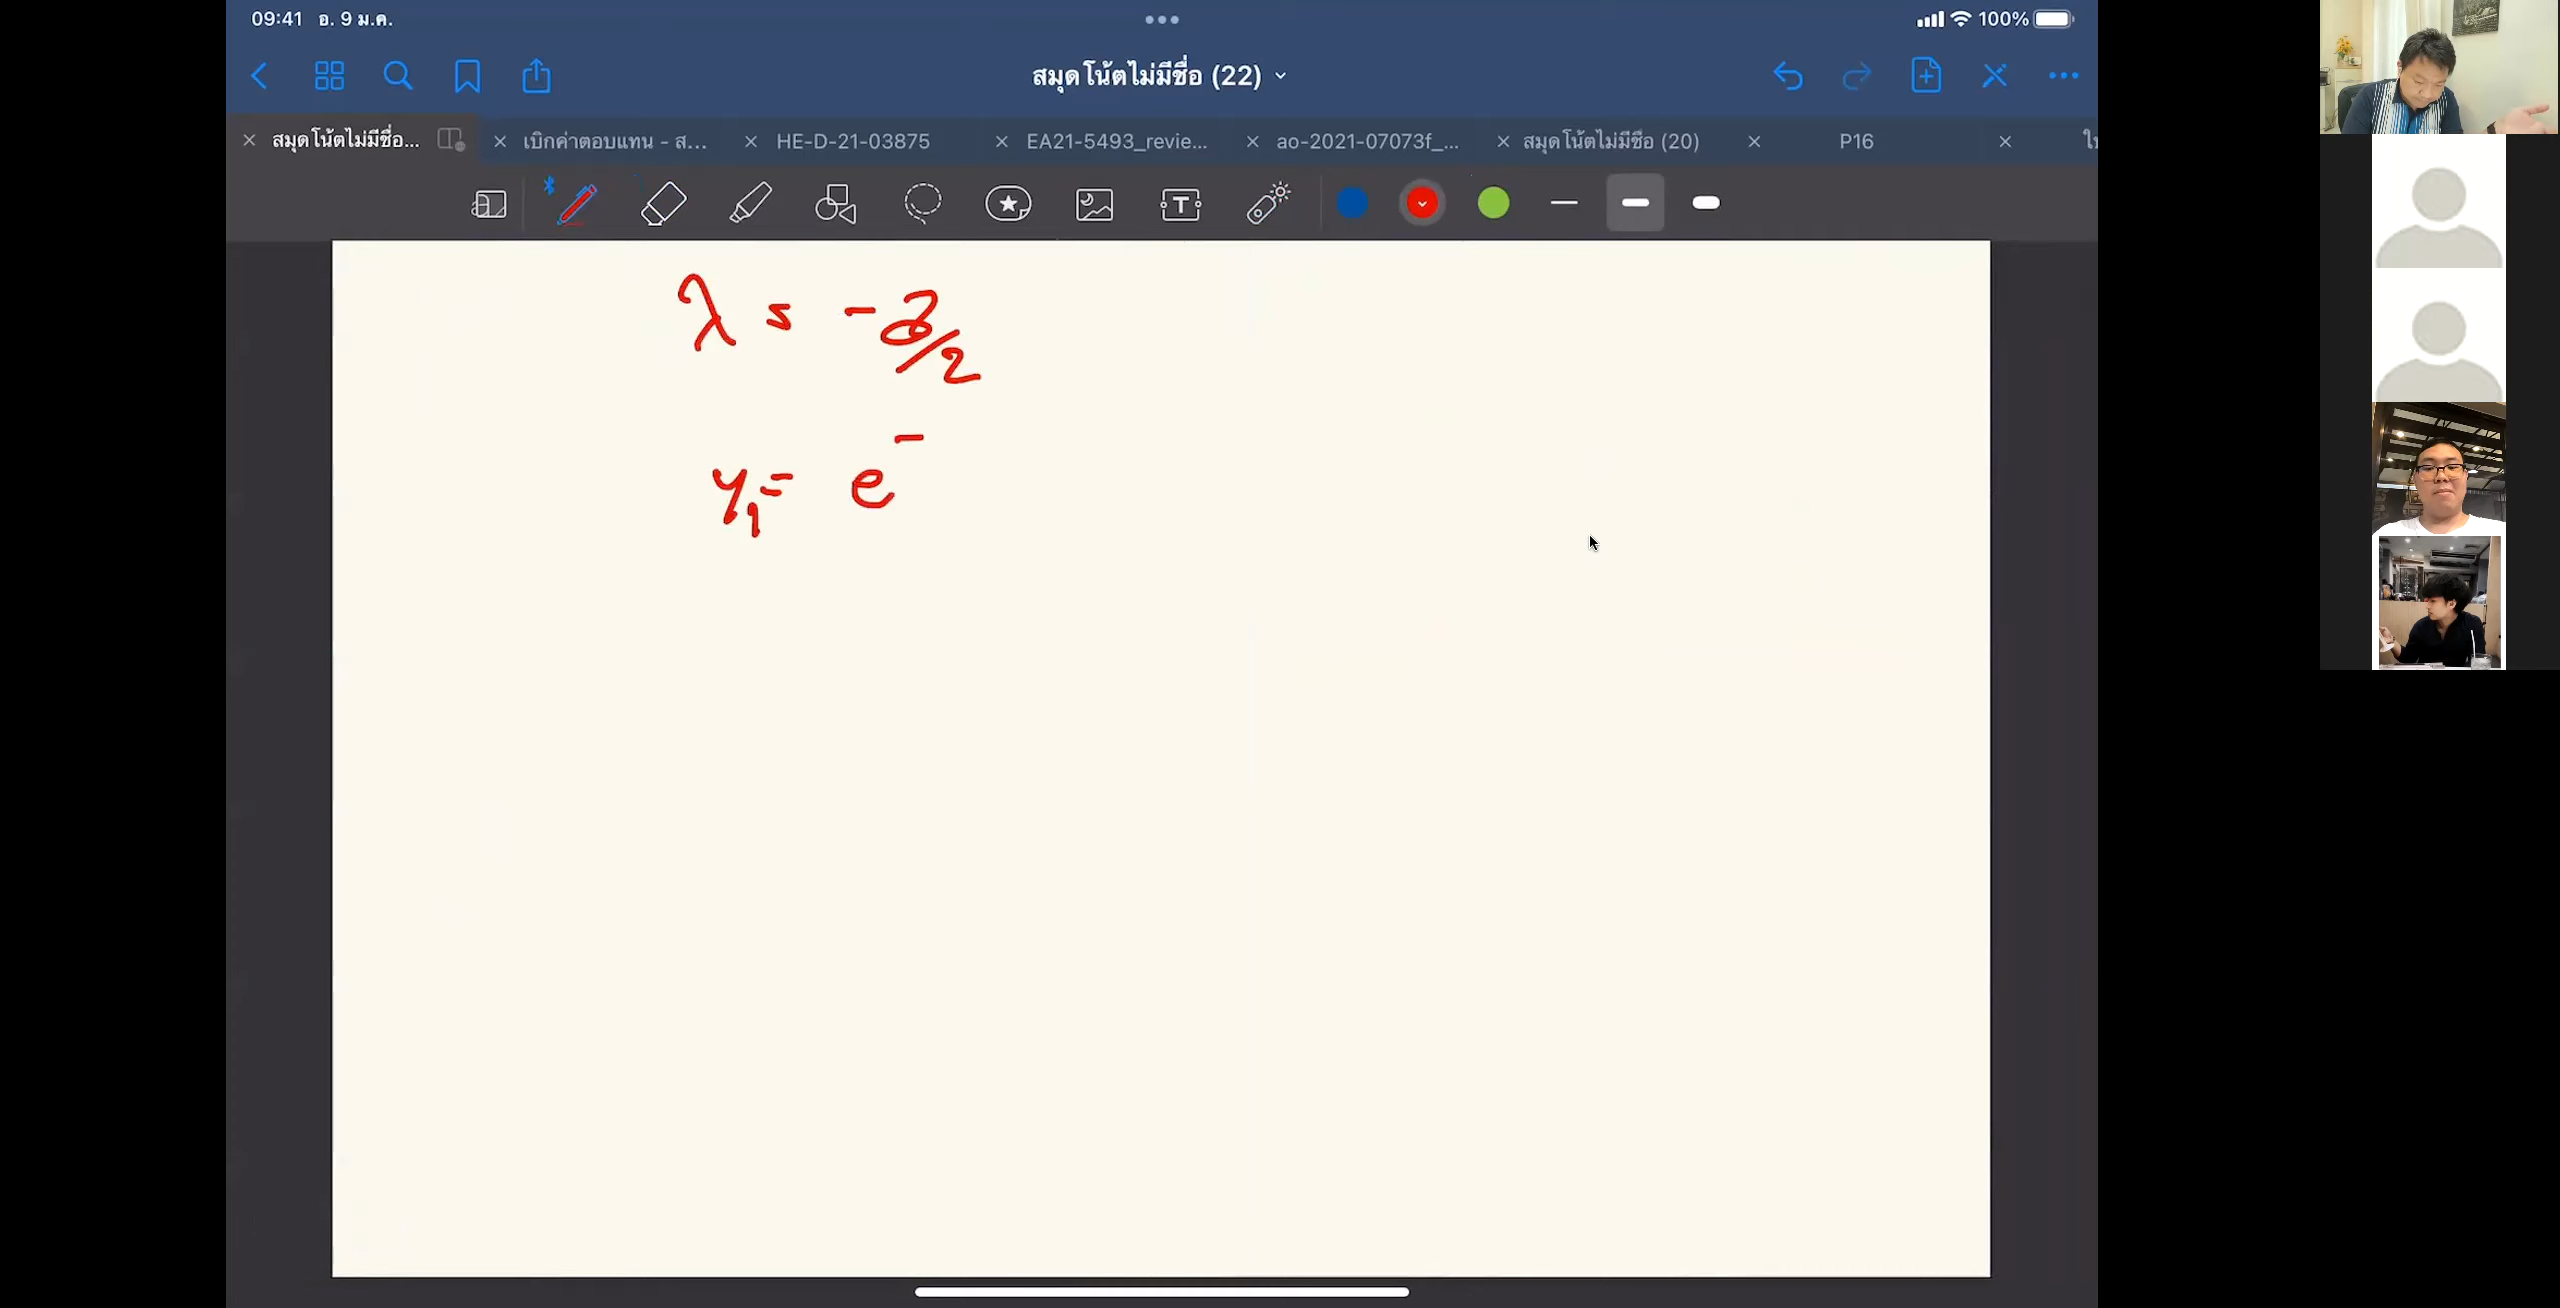 09:41 อ. 9 ม.ค.
100%
สมุดโน้ตไม่มีชื่อ (22)
สมุดโน้ตไม่มีชื่อ...
เบิกค่าตอบแทน - ส...
HE-D-21-03875
EA21-5493_revie...
ao-2021-07073f_...
สมุดโน้ตไม่มีชื่อ (20)
P16
T
y₁ = e⁻